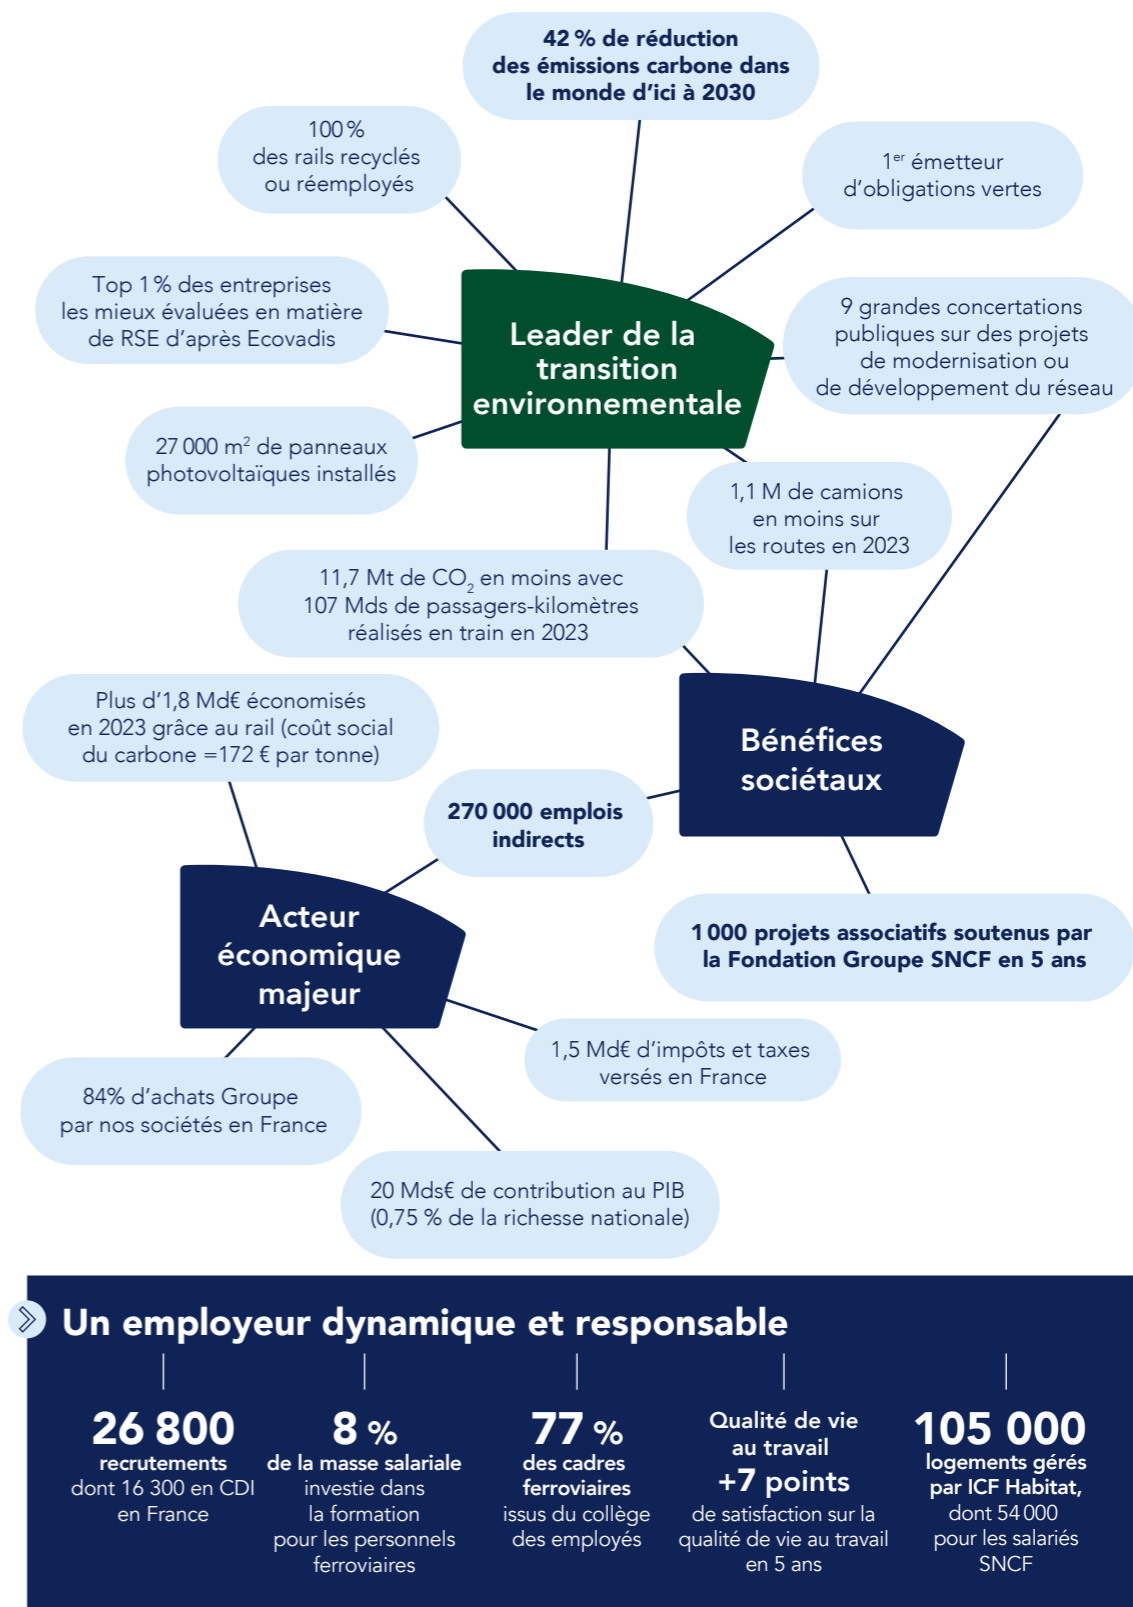 42 % de réduction
des émissions carbone dans
le monde d'ici à 2030
100 %
des rails recyclés
ou réemployés
1er émetteur
d'obligations vertes
Top 1 % des entreprises
les mieux évaluées en matière
de RSE d'après Ecovadis
Leader de la
transition
environnementale
9 grandes concertations
publiques sur des projets
de modernisation ou
de développement du réseau
27 000 m² de panneaux
photovoltaïques installés
1,1 M de camions
en moins sur
les routes en 2023
11,7 Mt de CO₂ en moins avec
107 Mds de passagers-kilomètres
réalisés en train en 2023
Plus d'1,8 Md€ économisés
en 2023 grâce au rail (coût social
du carbone =172 € par tonne)
Bénéfices
sociétaux
270 000 emplois
indirects
Acteur
économique
majeur
1 000 projets associatifs soutenus par
la Fondation Groupe SNCF en 5 ans
1,5 Md€ d'impôts et taxes
versés en France
84% d'achats Groupe
par nos sociétés en France
20 Mds€ de contribution au PIB
(0,75 % de la richesse nationale)
Un employeur dynamique et responsable
26 800
recrutements
dont 16 300 en CDI
en France
8 %
de la masse salariale
investie dans
la formation
pour les personnels
ferroviaires
77 %
des cadres
ferroviaires
issus du collège
des employés
Qualité de vie
au travail
+7 points
de satisfaction sur la
qualité de vie au travail
en 5 ans
105 000
logements gérés
par ICF Habitat,
dont 54 000
pour les salariés
SNCF